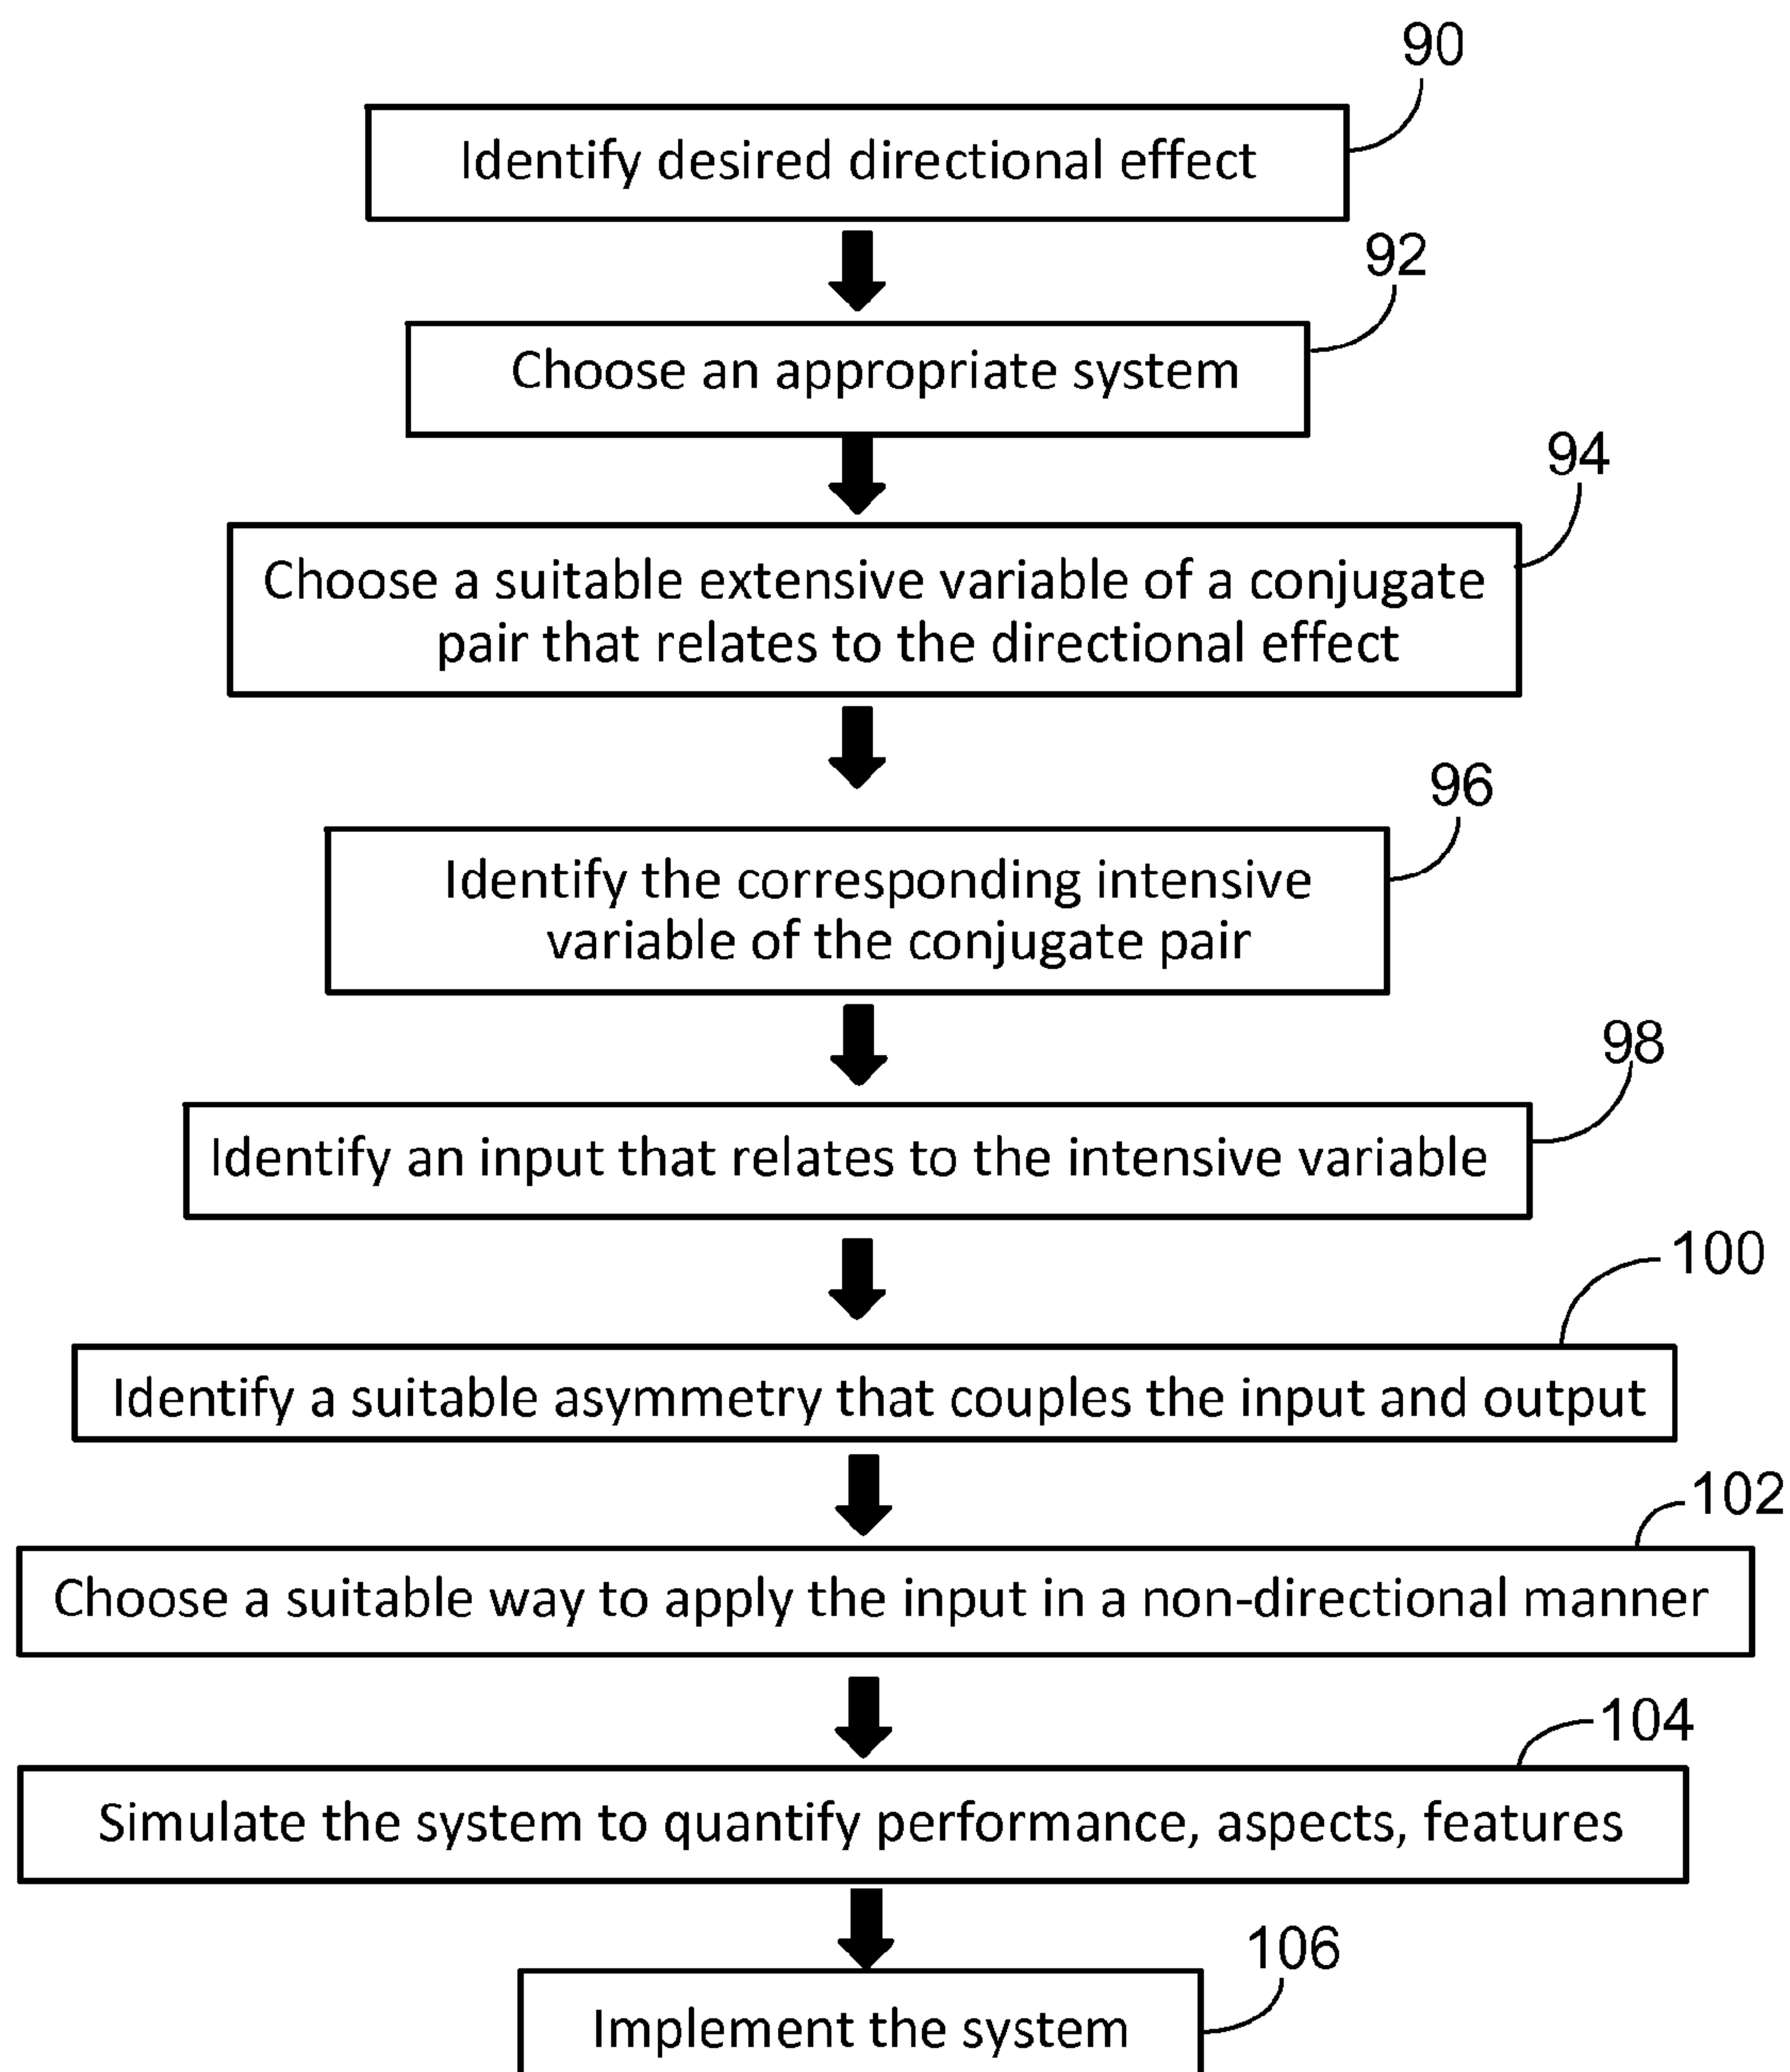 90
Identify desired directional effect
92
Choose an appropriate system
94
Choose a suitable extensive variable of a conjugate
pair that relates to the directional effect
96
Identify the corresponding intensive
variable of the conjugate pair
98
Identify an input that relates to the intensive variable
100
Identify a suitable asymmetry that couples the input and output
102
Choose a suitable way to apply the input in a non-directional manner
104
Simulate the system to quantify performance, aspects, features
106
Implement the system